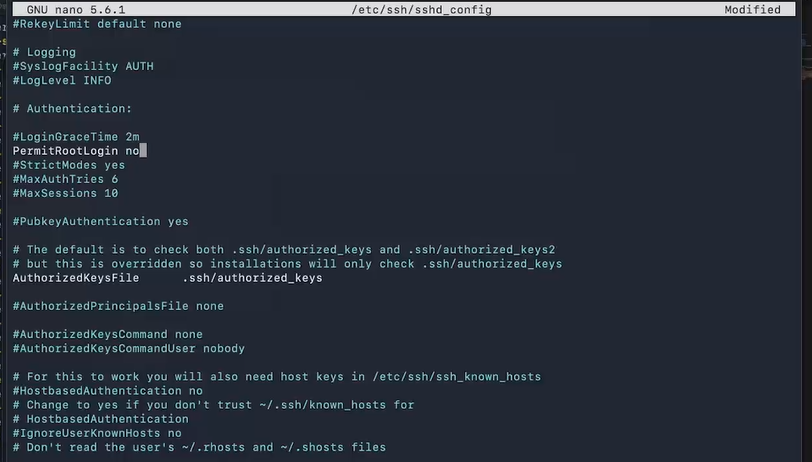 GNU nano 5.6.1 /etc/ssh/sshd_config Modified
#RekeyLimit default none
# Logging
#SyslogFacility AUTH
#LogLevel INFO
# Authentication:
#LoginGraceTime 2m
PermitRootLogin no
#StrictModes yes
#MaxAuthTries 6
#MaxSessions 10
#PubkeyAuthentication yes
# The default is to check both .ssh/authorized_keys and .ssh/authorized_keys2
# but this is overridden so installations will only check .ssh/authorized_keys
AuthorizedKeysFile .ssh/authorized_keys
#AuthorizedPrincipalsFile none
#AuthorizedKeysCommand none
#AuthorizedKeysCommandUser nobody
# For this to work you will also need host keys in /etc/ssh/ssh_known_hosts
#HostbasedAuthentication no
# Change to yes if you don't trust ~/.ssh/known_hosts for
# HostbasedAuthentication
#IgnoreUserKnownHosts no
# Don't read the user's ~/.rhosts and ~/.shosts files